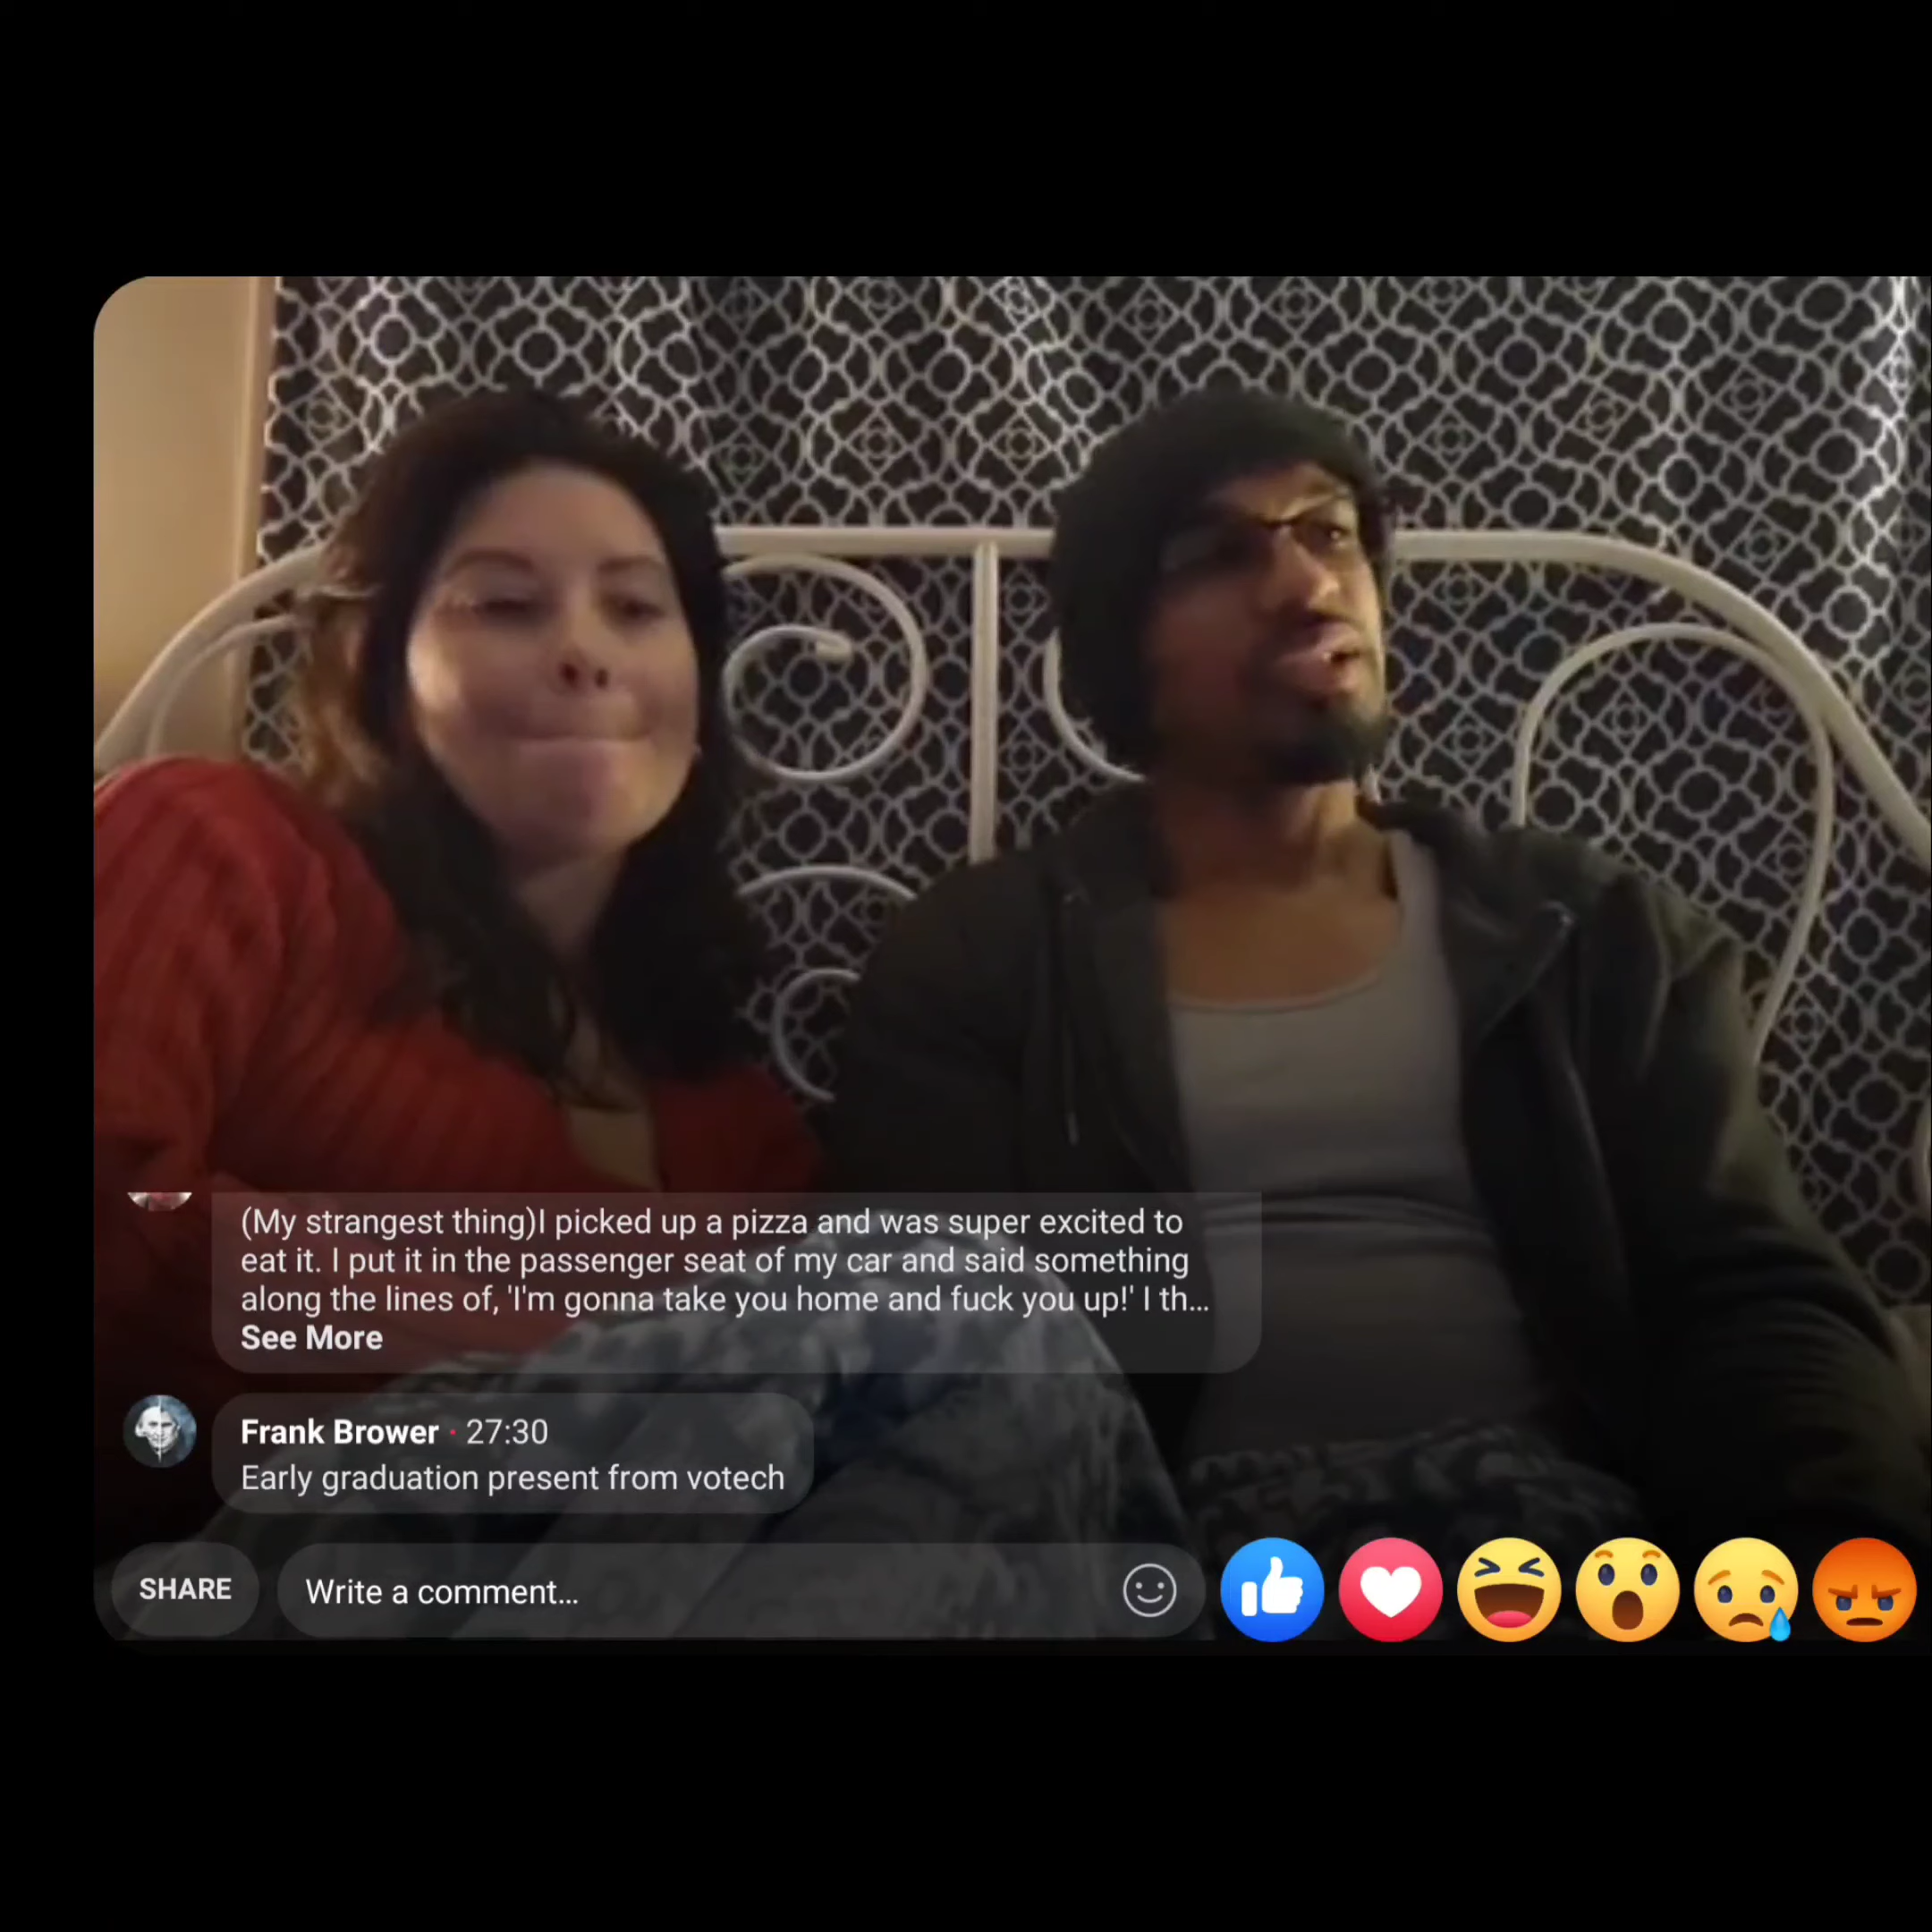 (My strangest thing)I picked up a pizza and was super excited to
eat it. I put it in the passenger seat of my car and said something
along the lines of, 'I'm gonna take you home and fuck you up!' I th...
See More
Frank Brower · 27:30
Early graduation present from votech
SHARE
Write a comment...